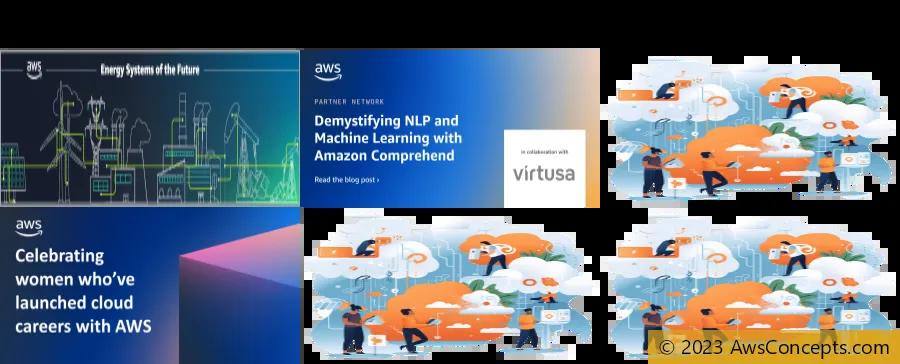 aws
Energy Systems of the Future
aws
PARTNER NETWORK
Demystifying NLP and
Machine Learning with
Amazon Comprehend
Read the blog post ›
in collaboration with
virtusa
aws
Celebrating
women who've
launched cloud
careers with AWS
© 2023 AwsConcepts.com